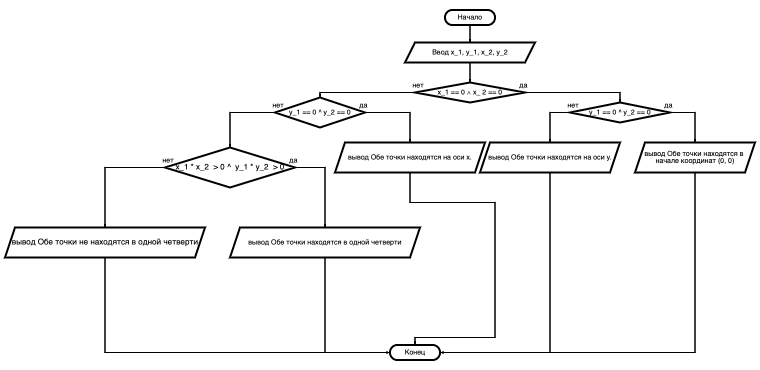 Начало
Ввод x_1, y_1, x_2, y_2
нет
x_1 == 0 ∧ x_ 2 == 0
да
нет
y_1 == 0 ^ y_2 == 0
да
нет
y_1 == 0 ^ y_2 == 0
да
нет
x_1 * x_2 > 0 ^ y_1 * y_2 > 0
да
вывод Обе точки находятся на оси x.
вывод Обе точки находятся на оси y.
вывод Обе точки находятся в
начале координат (0, 0)
вывод Обе точки не находятся в одной четверти
вывод Обе точки находятся в одной четверти
Конец